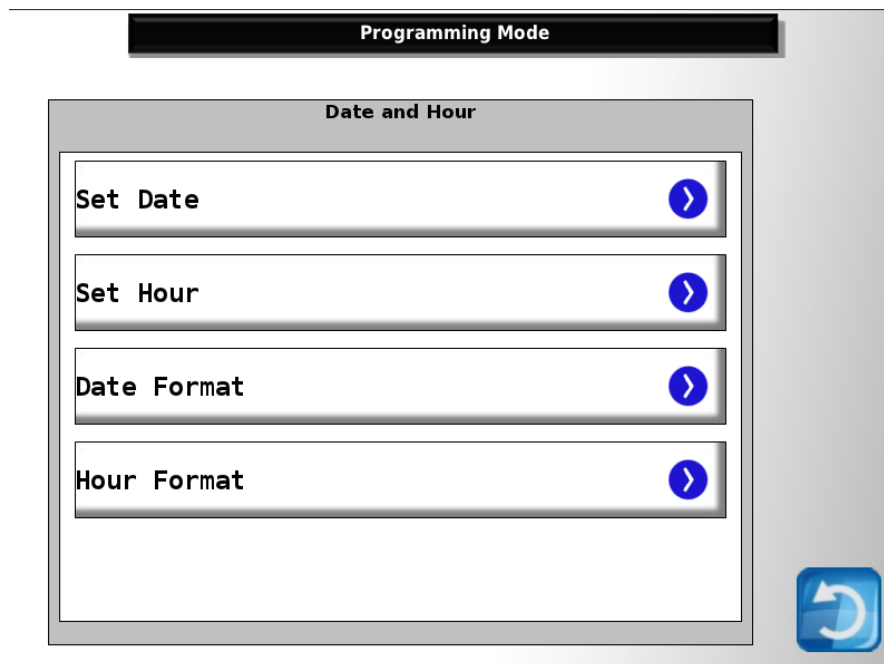 Programming Mode
Date and Hour
Set Date
Set Hour
Date Format
Hour Format